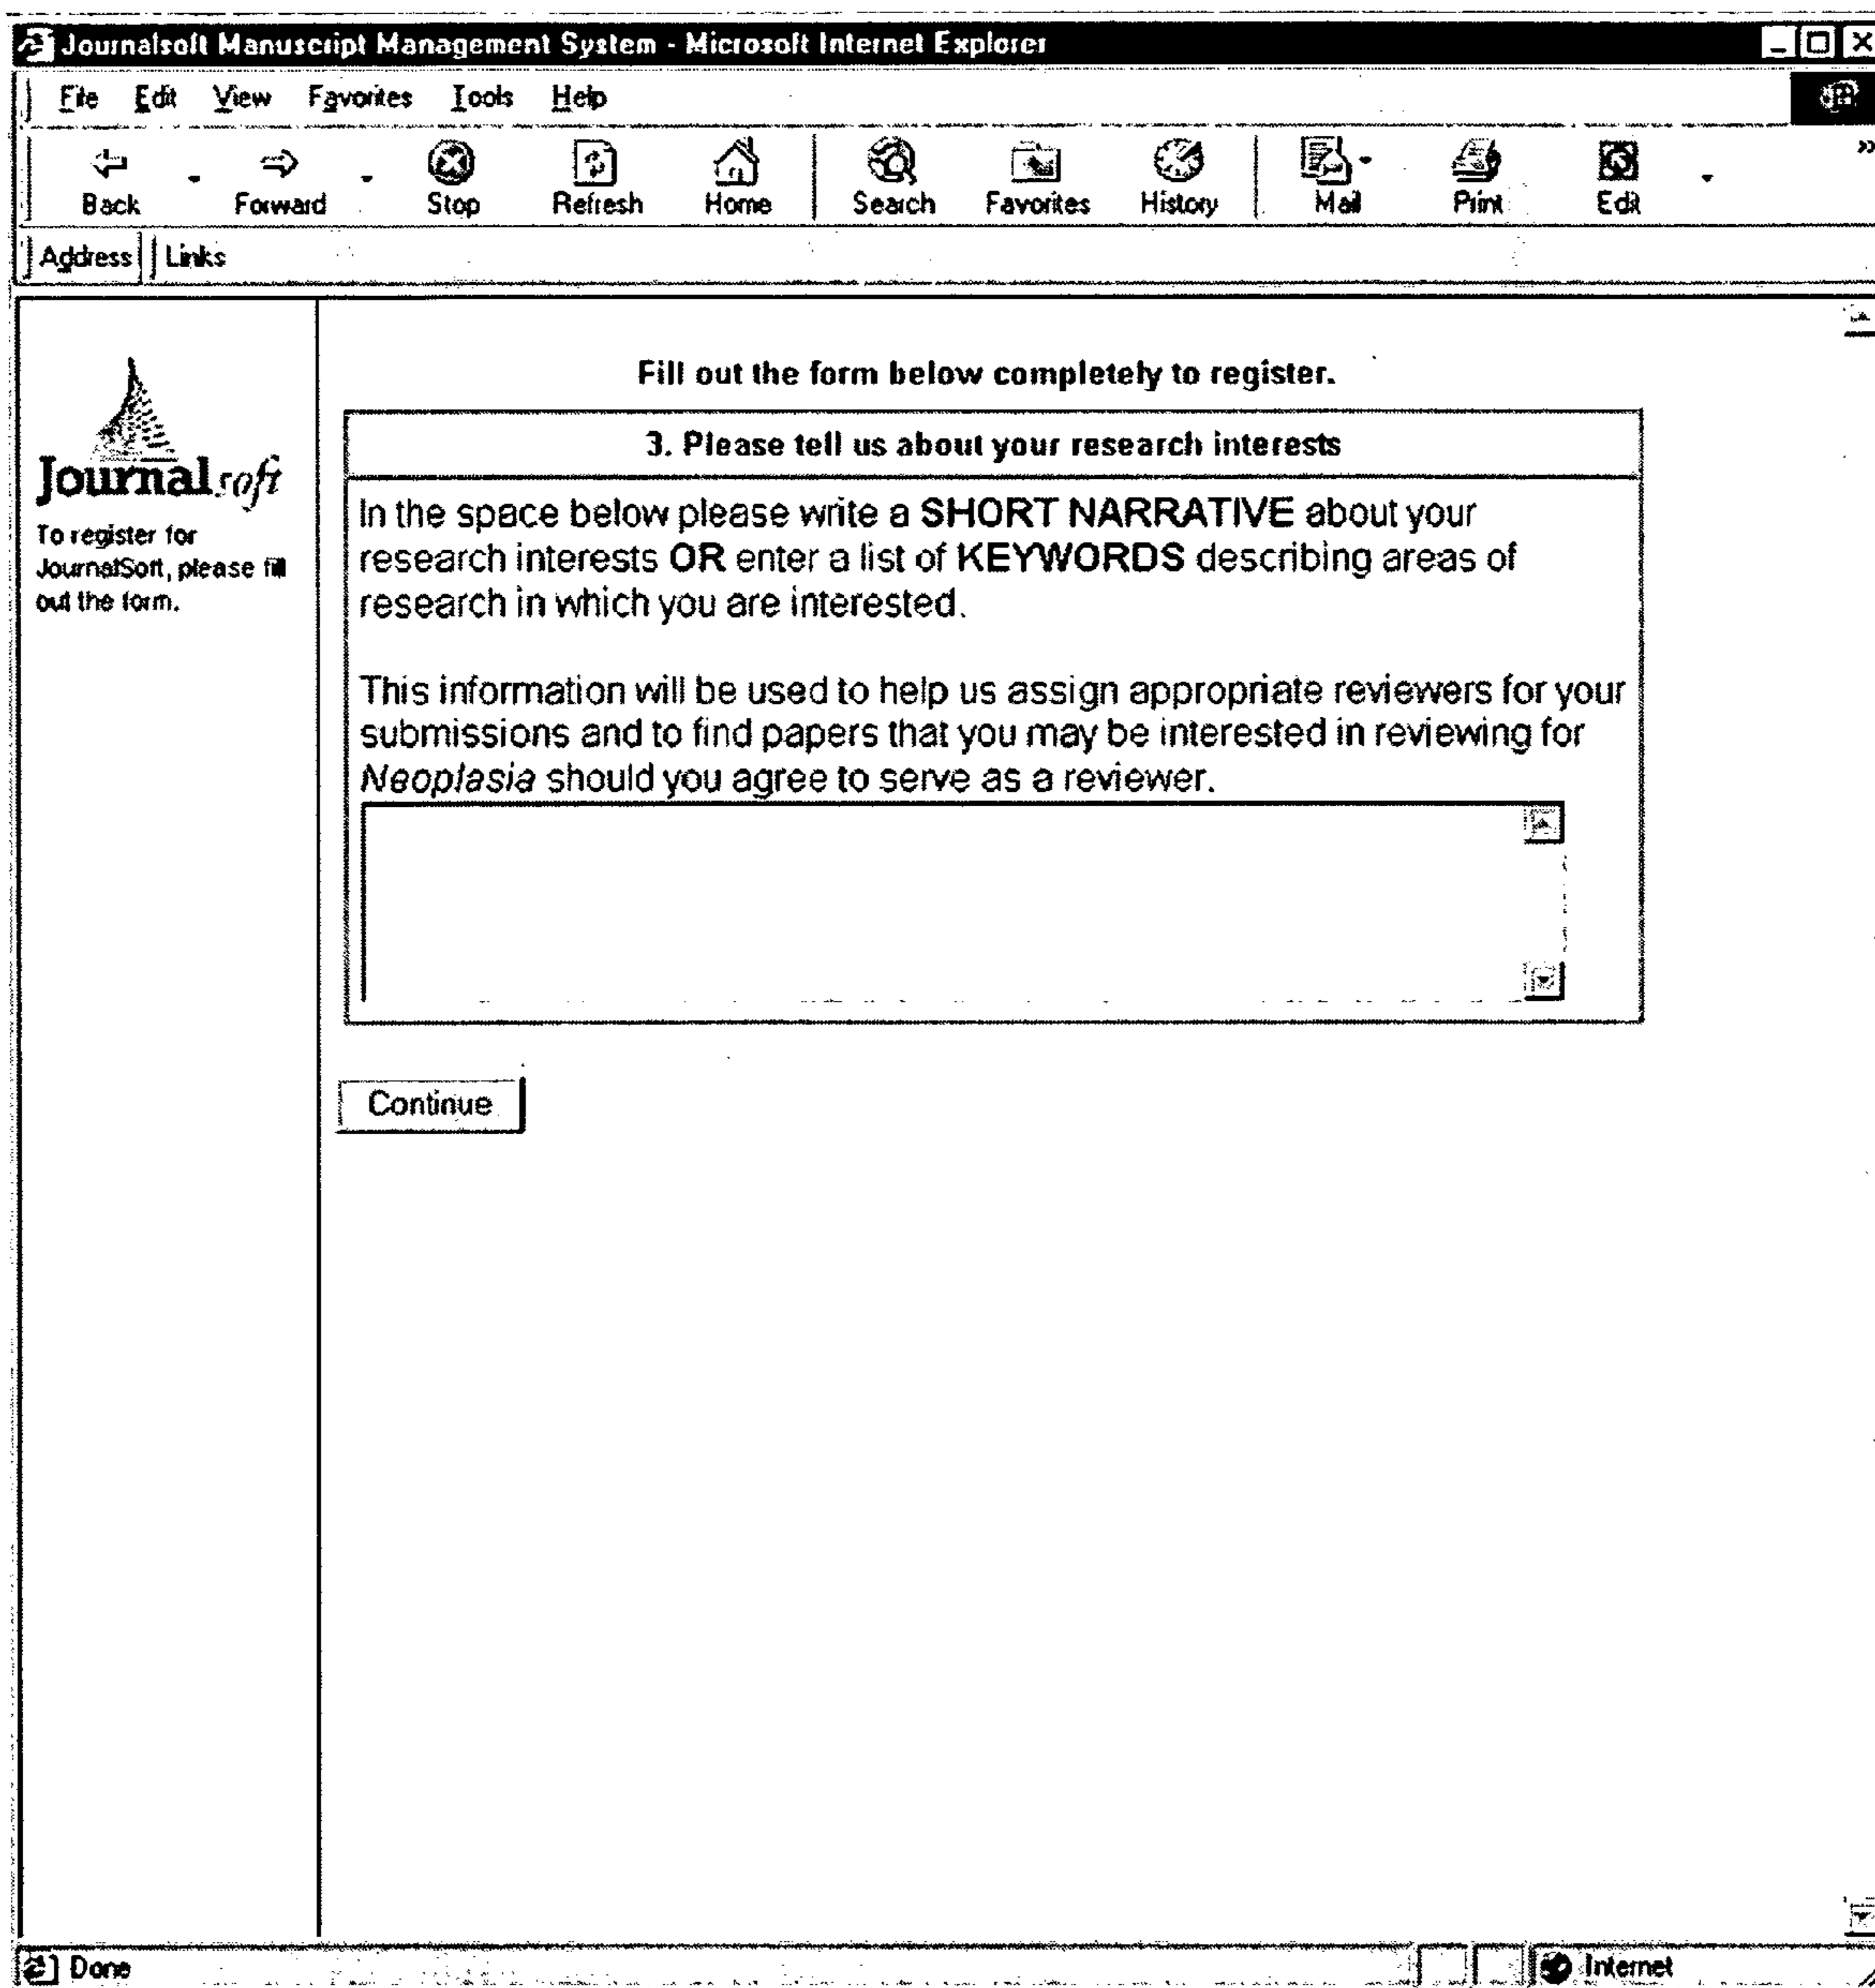 Journalsoft Manuscript Management System - Microsoft Internet Explorer
File Edit View Favorites Tools Help
Back Forward Stop Refresh Home Search Favorites History Mail Print Edit »
Address Links
Journalsoft
To register for
JournalSoft, please fill
out the form.
Fill out the form below completely to register.
3. Please tell us about your research interests
In the space below please write a SHORT NARRATIVE about your
research interests OR enter a list of KEYWORDS describing areas of
research in which you are interested.
This information will be used to help us assign appropriate reviewers for your
submissions and to find papers that you may be interested in reviewing for
Neoplasia should you agree to serve as a reviewer.
Continue
Done Internet